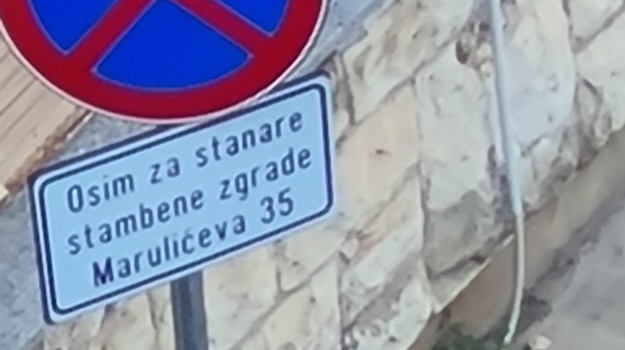 Osim za stanare
stambene zgrade
Marulićeva 35